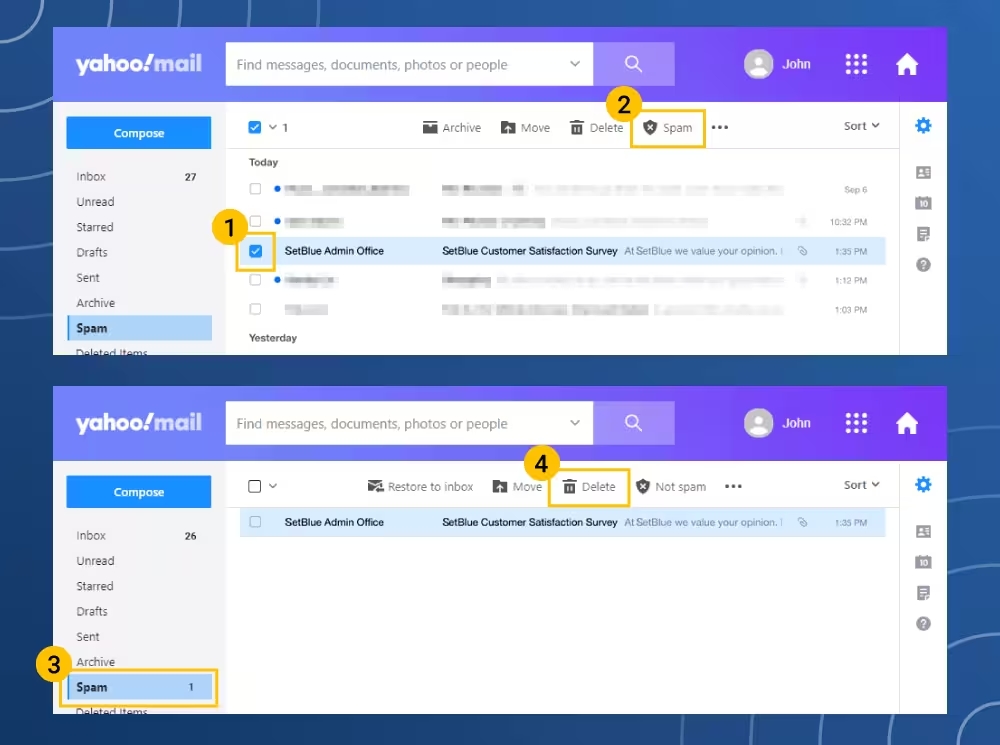 yahoo!mail
Find messages, documents, photos or people
John
2
Compose
1
Archive
Move
Delete
Spam
Sort
Today
Inbox 27
Sep 6
Unread
10:32 PM
10
Starred
1
Drafts
SetBlue Admin Office SetBlue Customer Satisfaction Survey At SetBlue we value your opinion. 1:35 PM
Sent
1:12 PM
Archive
1:03 PM
Spam
Yesterday
Deleted Items
yahoo!mail
Find messages, documents, photos or people
John
4
Compose
Restore to inbox
Move
Delete
Not spam
Sort
SetBlue Admin Office SetBlue Customer Satisfaction Survey At SetBlue we value your opinion. 1:35 PM
Inbox 26
Unread
10
Starred
Drafts
Sent
3
Archive
Spam 1
Deleted Items